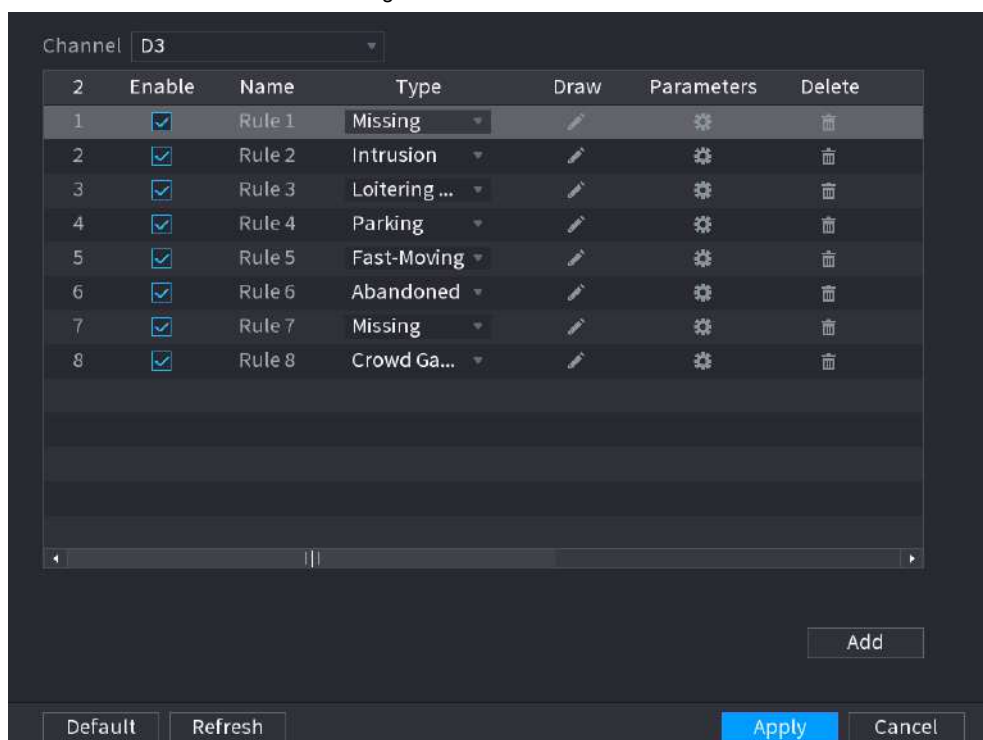 Channel D3
2 Enable Name Type Draw Parameters Delete
1 Rule 1 Missing
2 Rule 2 Intrusion
3 Rule 3 Loitering ...
4 Rule 4 Parking
5 Rule 5 Fast-Moving
6 Rule 6 Abandoned
7 Rule 7 Missing
8 Rule 8 Crowd Ga...
Add
Default Refresh Apply Cancel